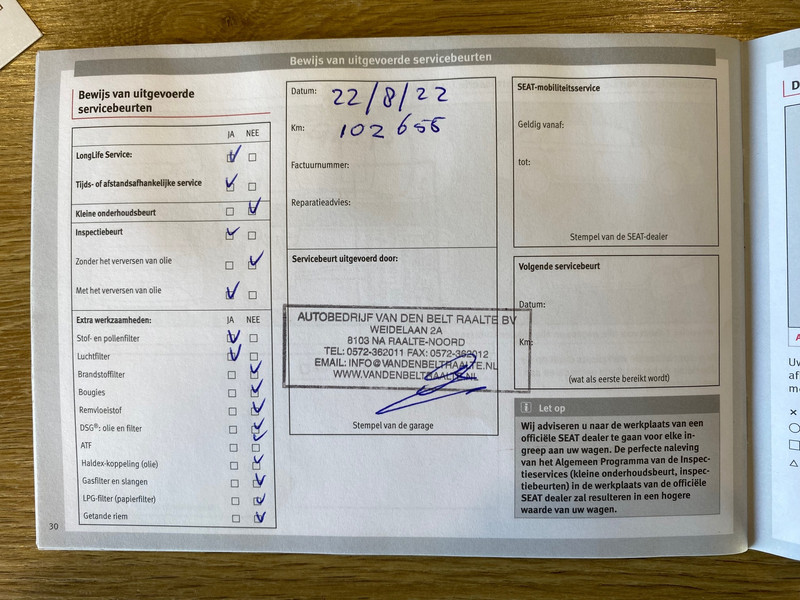 Bewijs van uitgevoerde servicebeurten
Bewijs van uitgevoerde
servicebeurten
JA NEE
LongLife Service:
Tijds- of afstandsafhankelijke service
Kleine onderhoudsbeurt
Inspectiebeurt
Zonder het verversen van olie
Met het verversen van olie
Extra werkzaamheden: JA NEE
Stof- en pollenfilter
Luchtfilter
Brandstoffilter
Bougies
Remvloeistof
DSG®: olie en filter
ATF
Haldex-koppeling (olie)
Gasfilter en slangen
LPG-filter (papierfilter)
Getande riem
30
Datum: 22/8/22
Km: 102 655
Factuurnummer:
Reparatieadvies:
Servicebeurt uitgevoerd door:
AUTOBEDRIJF VAN DEN BELT RAALTE BV
WEIDELAAN 2A
8103 NA RAALTE-NOORD
TEL: 0572-362011 FAX: 0572-362012
EMAIL: INFO@VANDENBELTRAALTE.NL
WWW.VANDENBELTRAALTE.NL
Stempel van de garage
SEAT-mobiliteitsservice
Geldig vanaf:
tot:
Stempel van de SEAT-dealer
Volgende servicebeurt
Datum:
Km:
(wat als eerste bereikt wordt)
i Let op
Wij adviseren u naar de werkplaats van een
officiële SEAT dealer te gaan voor elke in-
greep aan uw wagen. De perfecte naleving
van het Algemeen Programma van de Inspec-
tieservices (kleine onderhoudsbeurt, inspec-
tiebeurten) in de werkplaats van de officiële
SEAT dealer zal resulteren in een hogere
waarde van uw wagen.